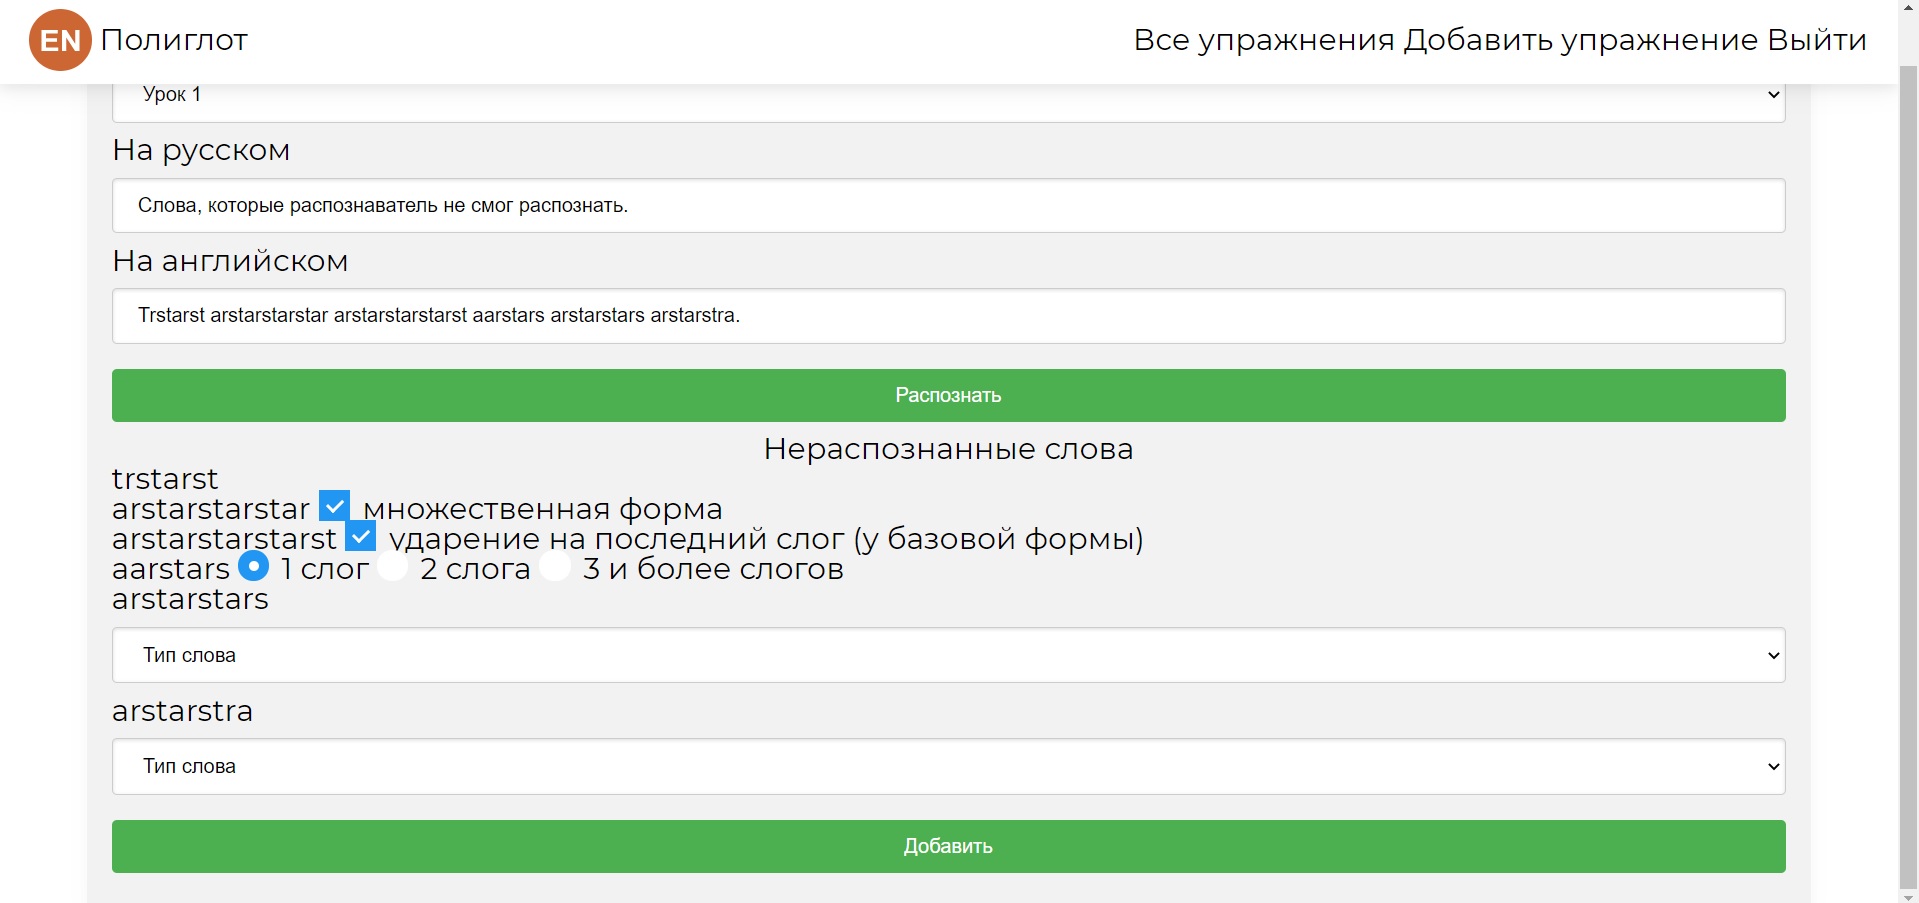 EN Полиглот Все упражнения Добавить упражнение Выйти
Урок 1
На русском
Слова, которые распознаватель не смог распознать.
На английском
Trstarst arstarstarstar arstarstarstarst aarstars arstarstars arstarstra.
Распознать
Нераспознанные слова
trstarst
arstarstarstar множественная форма
arstarstarstarst ударение на последний слог (у базовой формы)
aarstars 1 слог 2 слога 3 и более слогов
arstarstars
Тип слова
arstarstra
Тип слова
Добавить